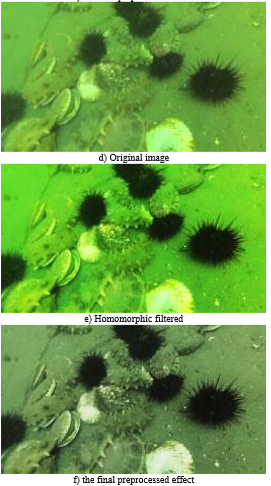 d) Original image
e) Homomorphic filtered
f) the final preprocessed effect